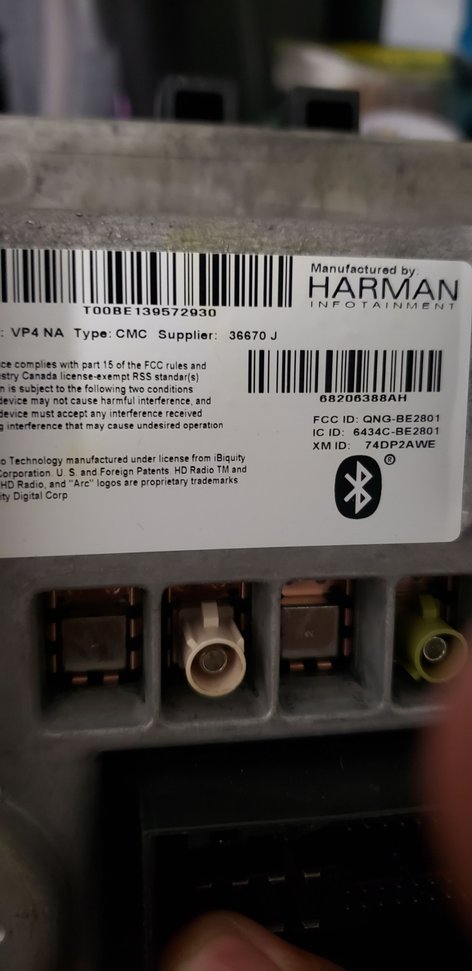 Manufactured by:
HARMAN
INFOTAINMENT
T00BE139572930
: VP4 NA Type: CMC Supplier: 36670 J
68206388AH
ce complies with part 15 of the FCC rules and
stry Canada license-exempt RSS standar(s)
n is subject to the following two conditions
device may not cause harmful interference, and
device must accept any interference received
g interference that may cause undesired operation
FCC ID: QNG-BE2801
IC ID: 6434C-BE2801
XM ID: 74DP2AWE
o Technology manufactured under license from iBiquity
Corporation. U.S. and Foreign Patents. HD Radio TM and
HD Radio, and "Arc" logos are proprietary trademarks
ity Digital Corp
®